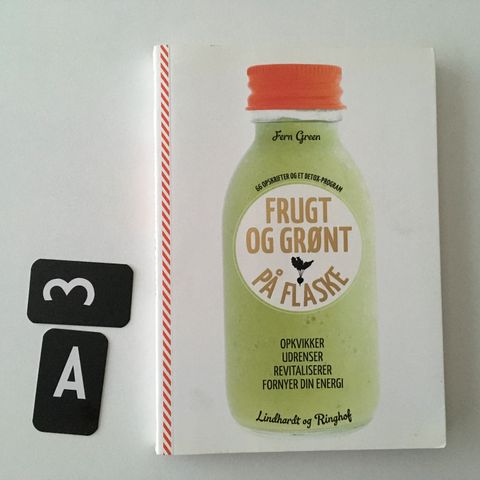 Fern Green
66 OPSKRIFTER OG ET DETOX-PROGRAM
FRUGT
OG GRØNT
PÅ FLASKE
OPKVIKKER
UDRENSER
REVITALISERER
FORNYER DIN ENERGI
Lindhardt og Ringhof
3
A